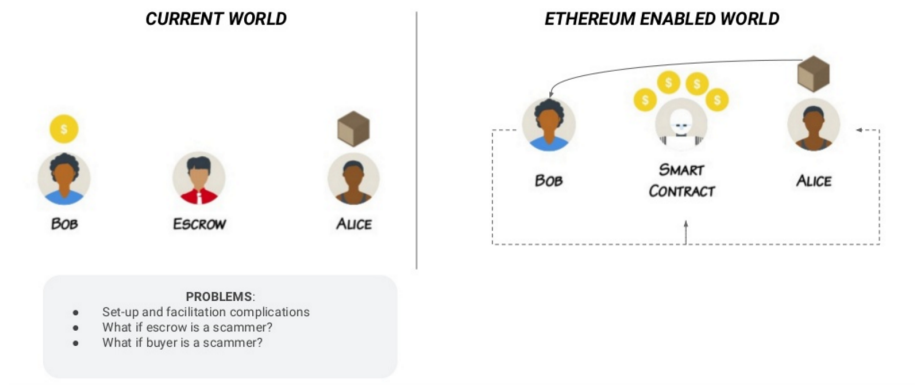 CURRENT WORLD
$
BOB
ESCROW
ALICE
PROBLEMS:
● Set-up and facilitation complications
● What if escrow is a scammer?
● What if buyer is a scammer?
ETHEREUM ENABLED WORLD
$ $ $ $
BOB
SMART
CONTRACT
ALICE